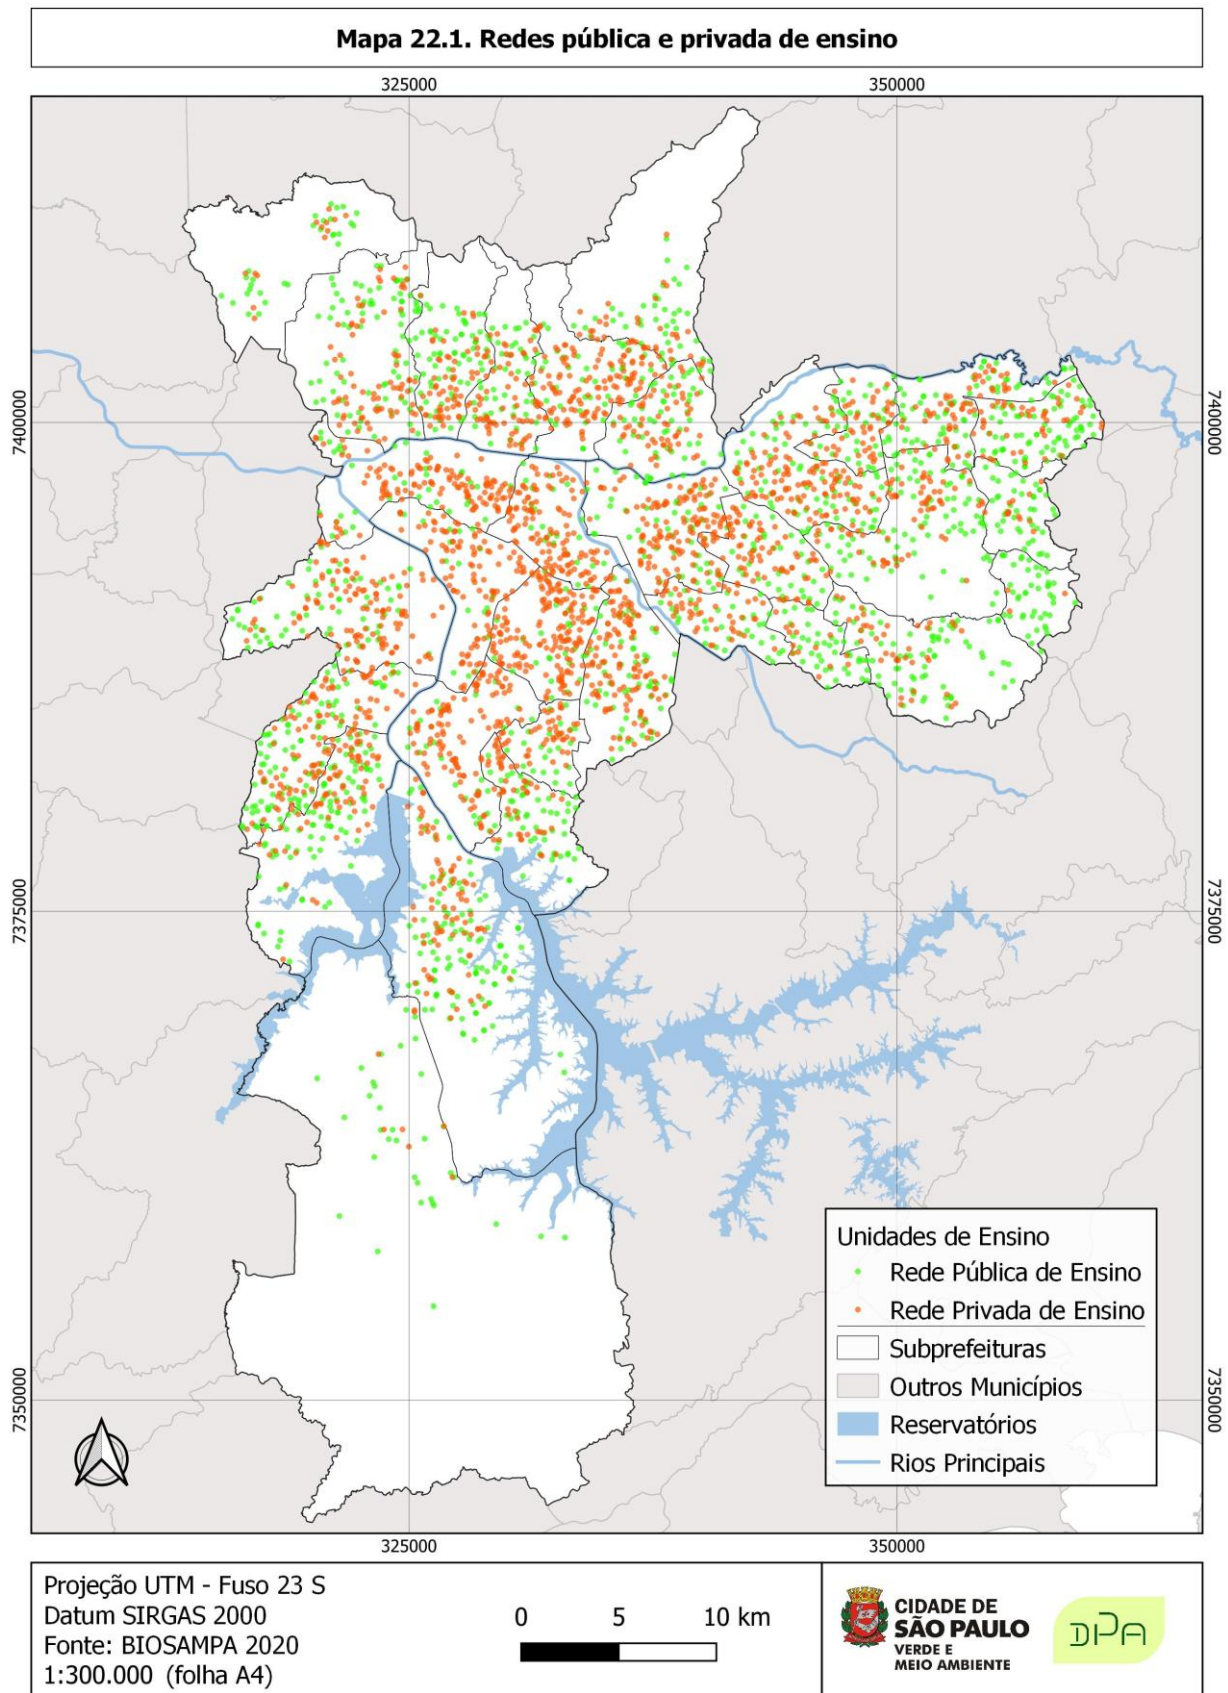 Mapa 22.1. Redes pública e privada de ensino
325000
350000
7400000
7400000
7375000
7375000
7350000
7350000
Unidades de Ensino
Rede Pública de Ensino
Rede Privada de Ensino
Subprefeituras
Outros Municípios
Reservatórios
Rios Principais
325000
350000
Projeção UTM - Fuso 23 S
Datum SIRGAS 2000
Fonte: BIOSAMPA 2020
1:300.000 (folha A4)
0 5 10 km
CIDADE DE
SÃO PAULO
VERDE E
MEIO AMBIENTE
DPA